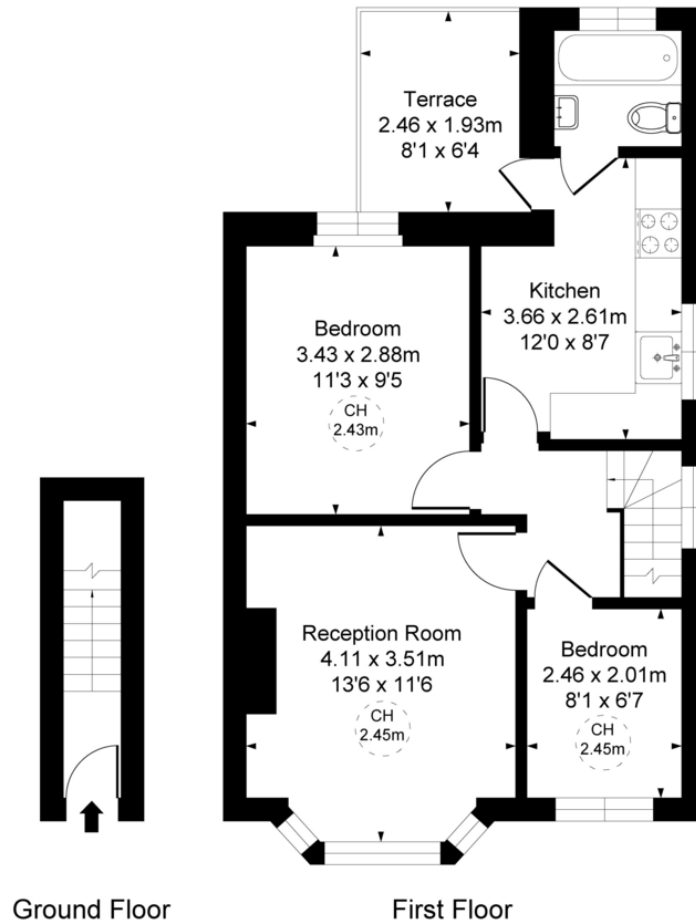 Terrace
2.46 x 1.93m
8'1 x 6'4
Kitchen
3.66 x 2.61m
12'0 x 8'7
Bedroom
3.43 x 2.88m
11'3 x 9'5
CH
2.43m
Reception Room
4.11 x 3.51m
13'6 x 11'6
CH
2.45m
Bedroom
2.46 x 2.01m
8'1 x 6'7
CH
2.45m
Ground Floor
First Floor